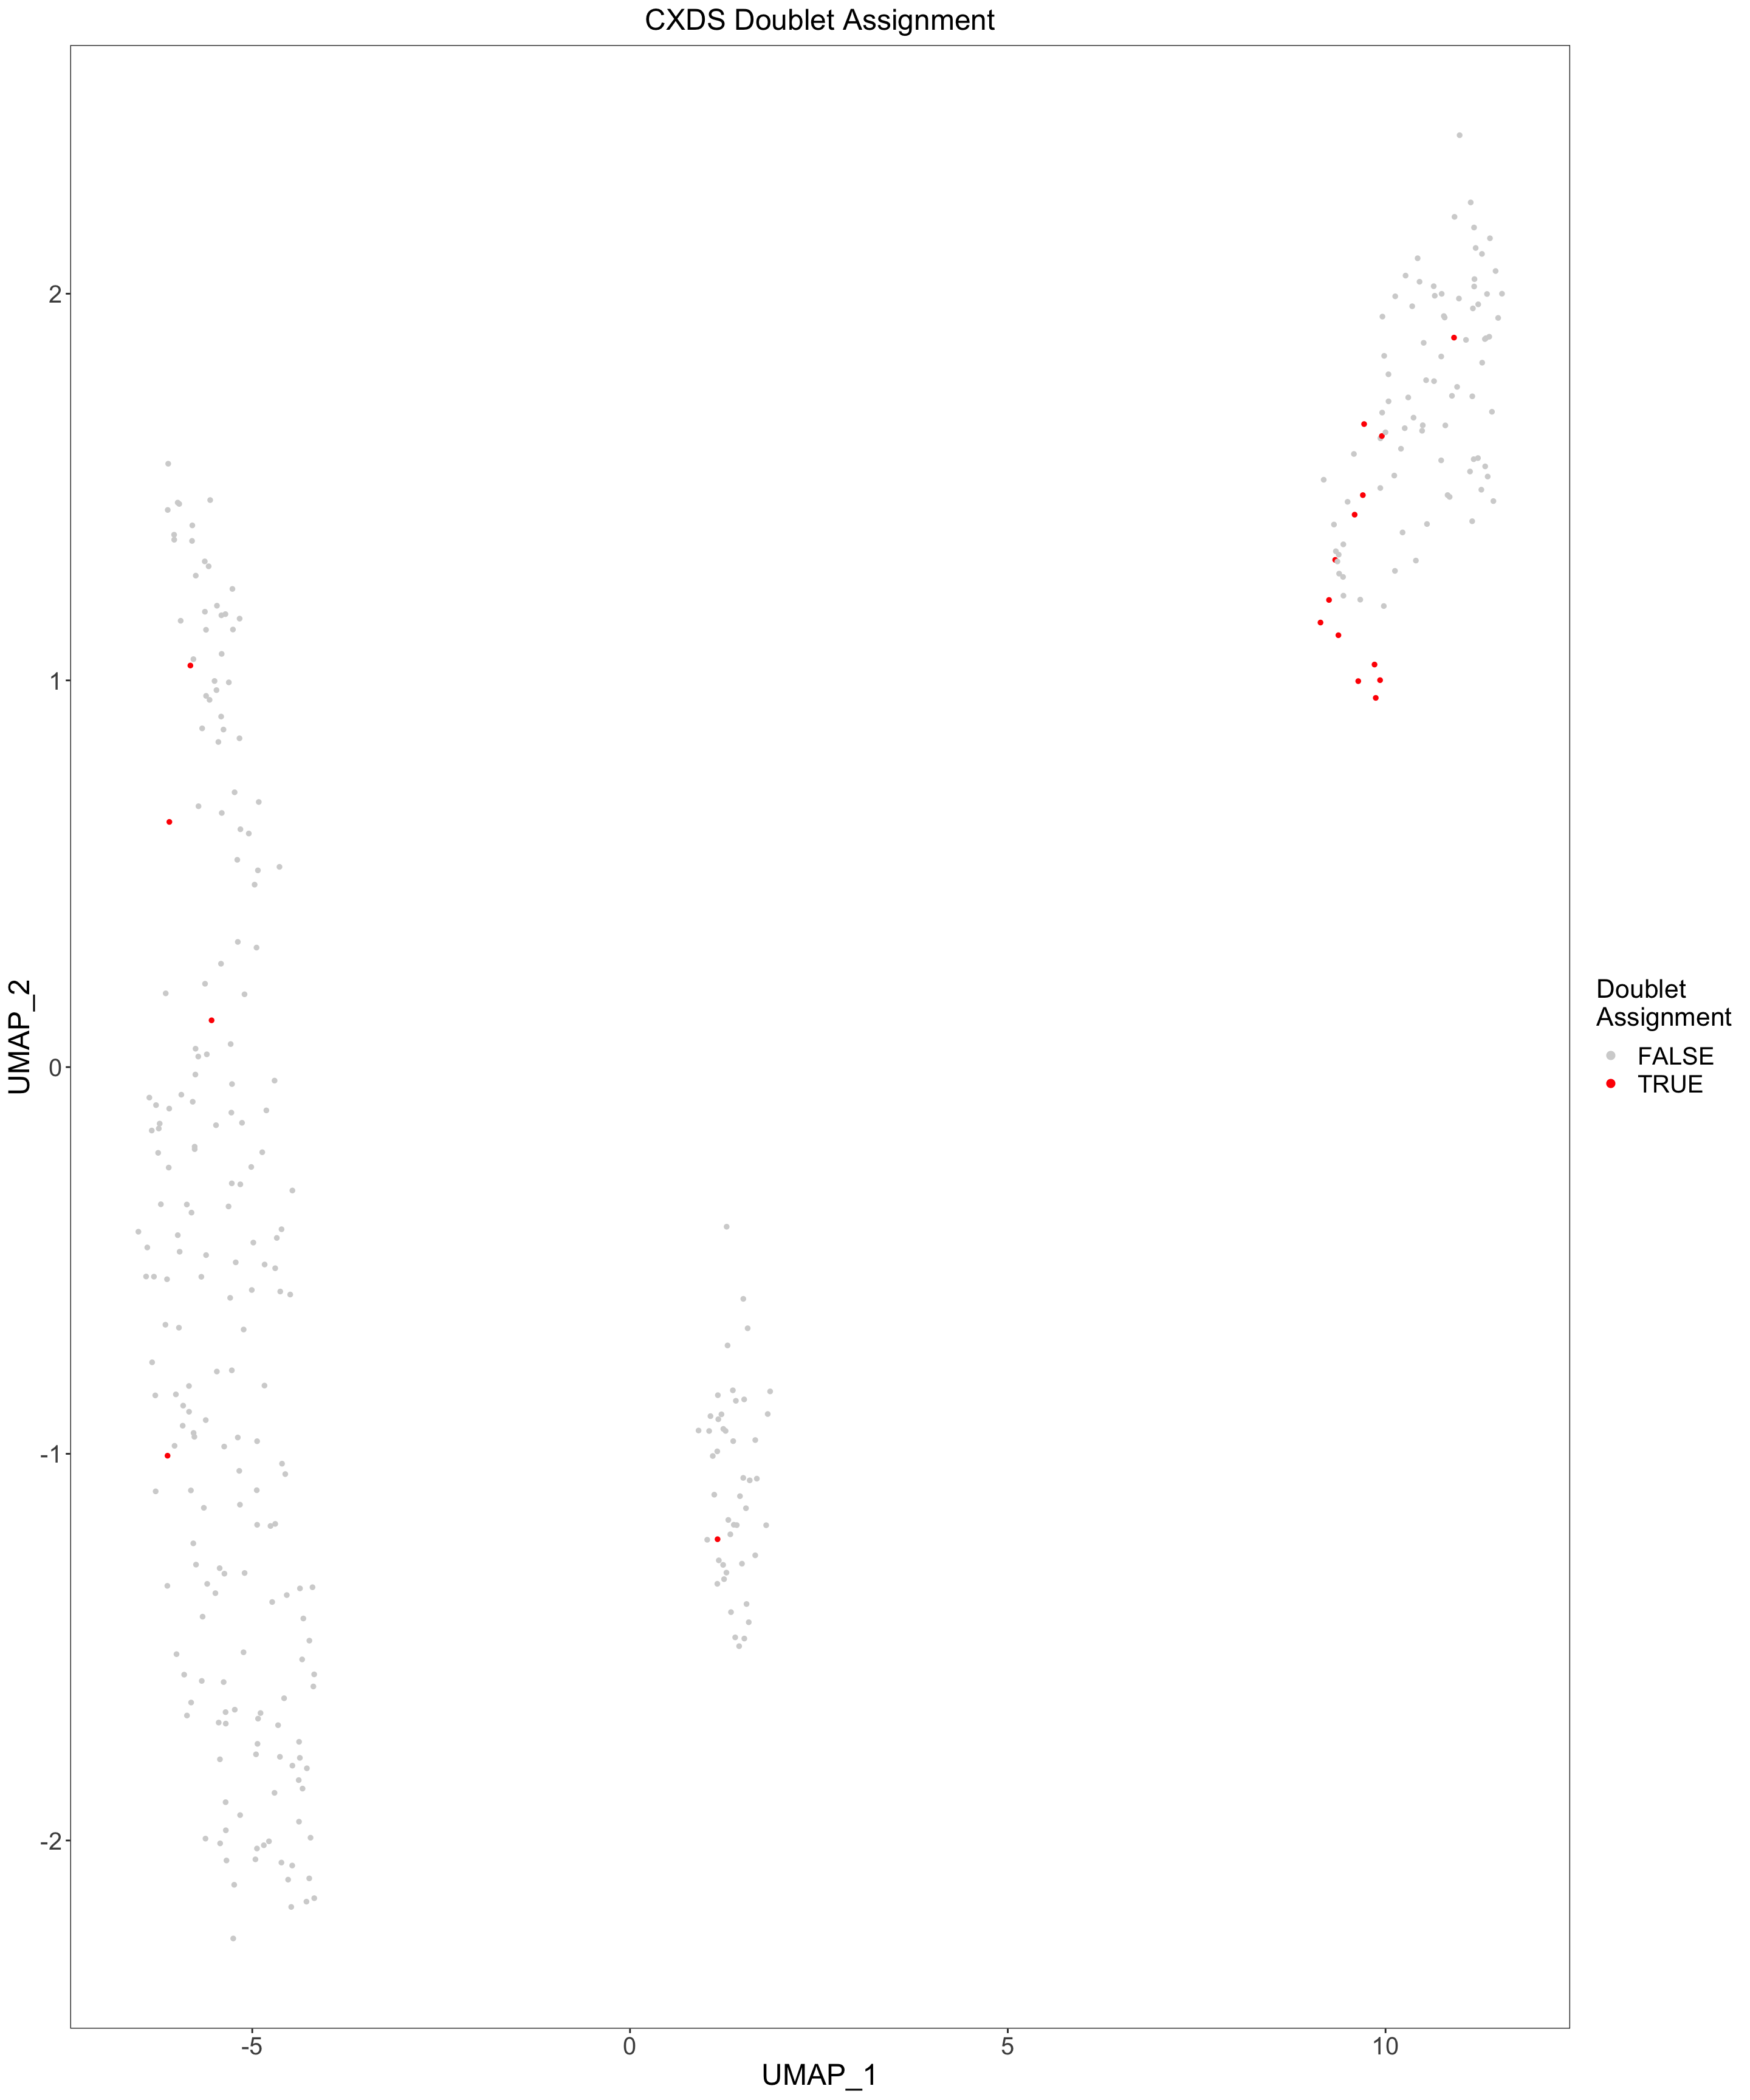 CXDS Doublet Assignment
UMAP_2
2
1
0
-1
-2
-5
0
5
10
UMAP_1
Doublet
Assignment
FALSE
TRUE